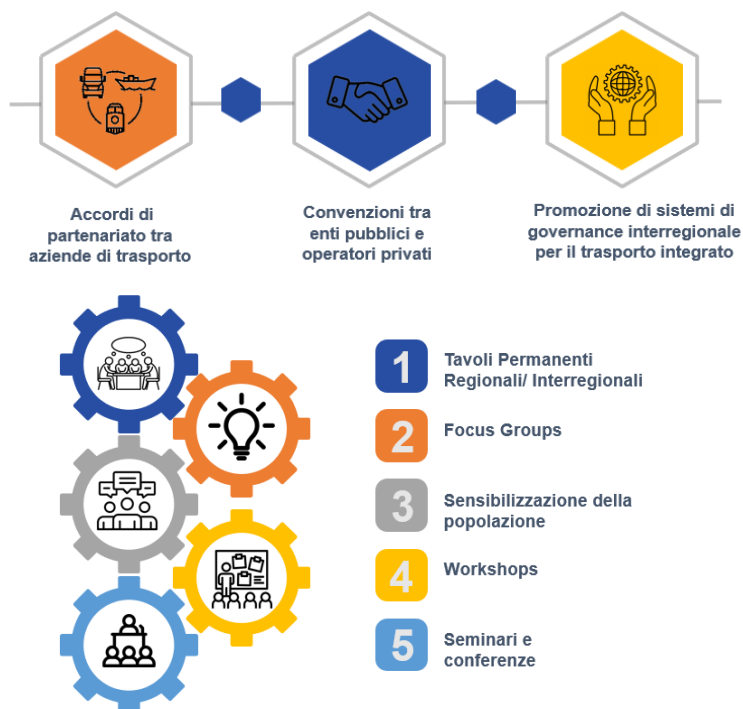 Accordi di
partenariato tra
aziende di trasporto
Convenzioni tra
enti pubblici e
operatori privati
Promozione di sistemi di
governance interregionale
per il trasporto integrato
1
Tavoli Permanenti
Regionali/ Interregionali
2
Focus Groups
3
Sensibilizzazione della
popolazione
4
Workshops
5
Seminari e
conferenze